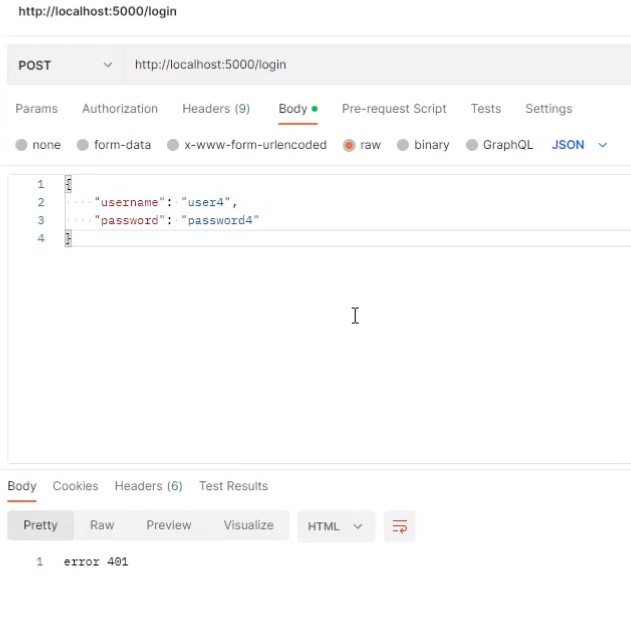 http://localhost:5000/login
POST http://localhost:5000/login
Params Authorization Headers (9) Body Pre-request Script Tests Settings
none form-data x-www-form-urlencoded raw binary GraphQL JSON
1 {
2 "username": "user4",
3 "password": "password4"
4 }
Body Cookies Headers (6) Test Results
Pretty Raw Preview Visualize HTML
1 error 401